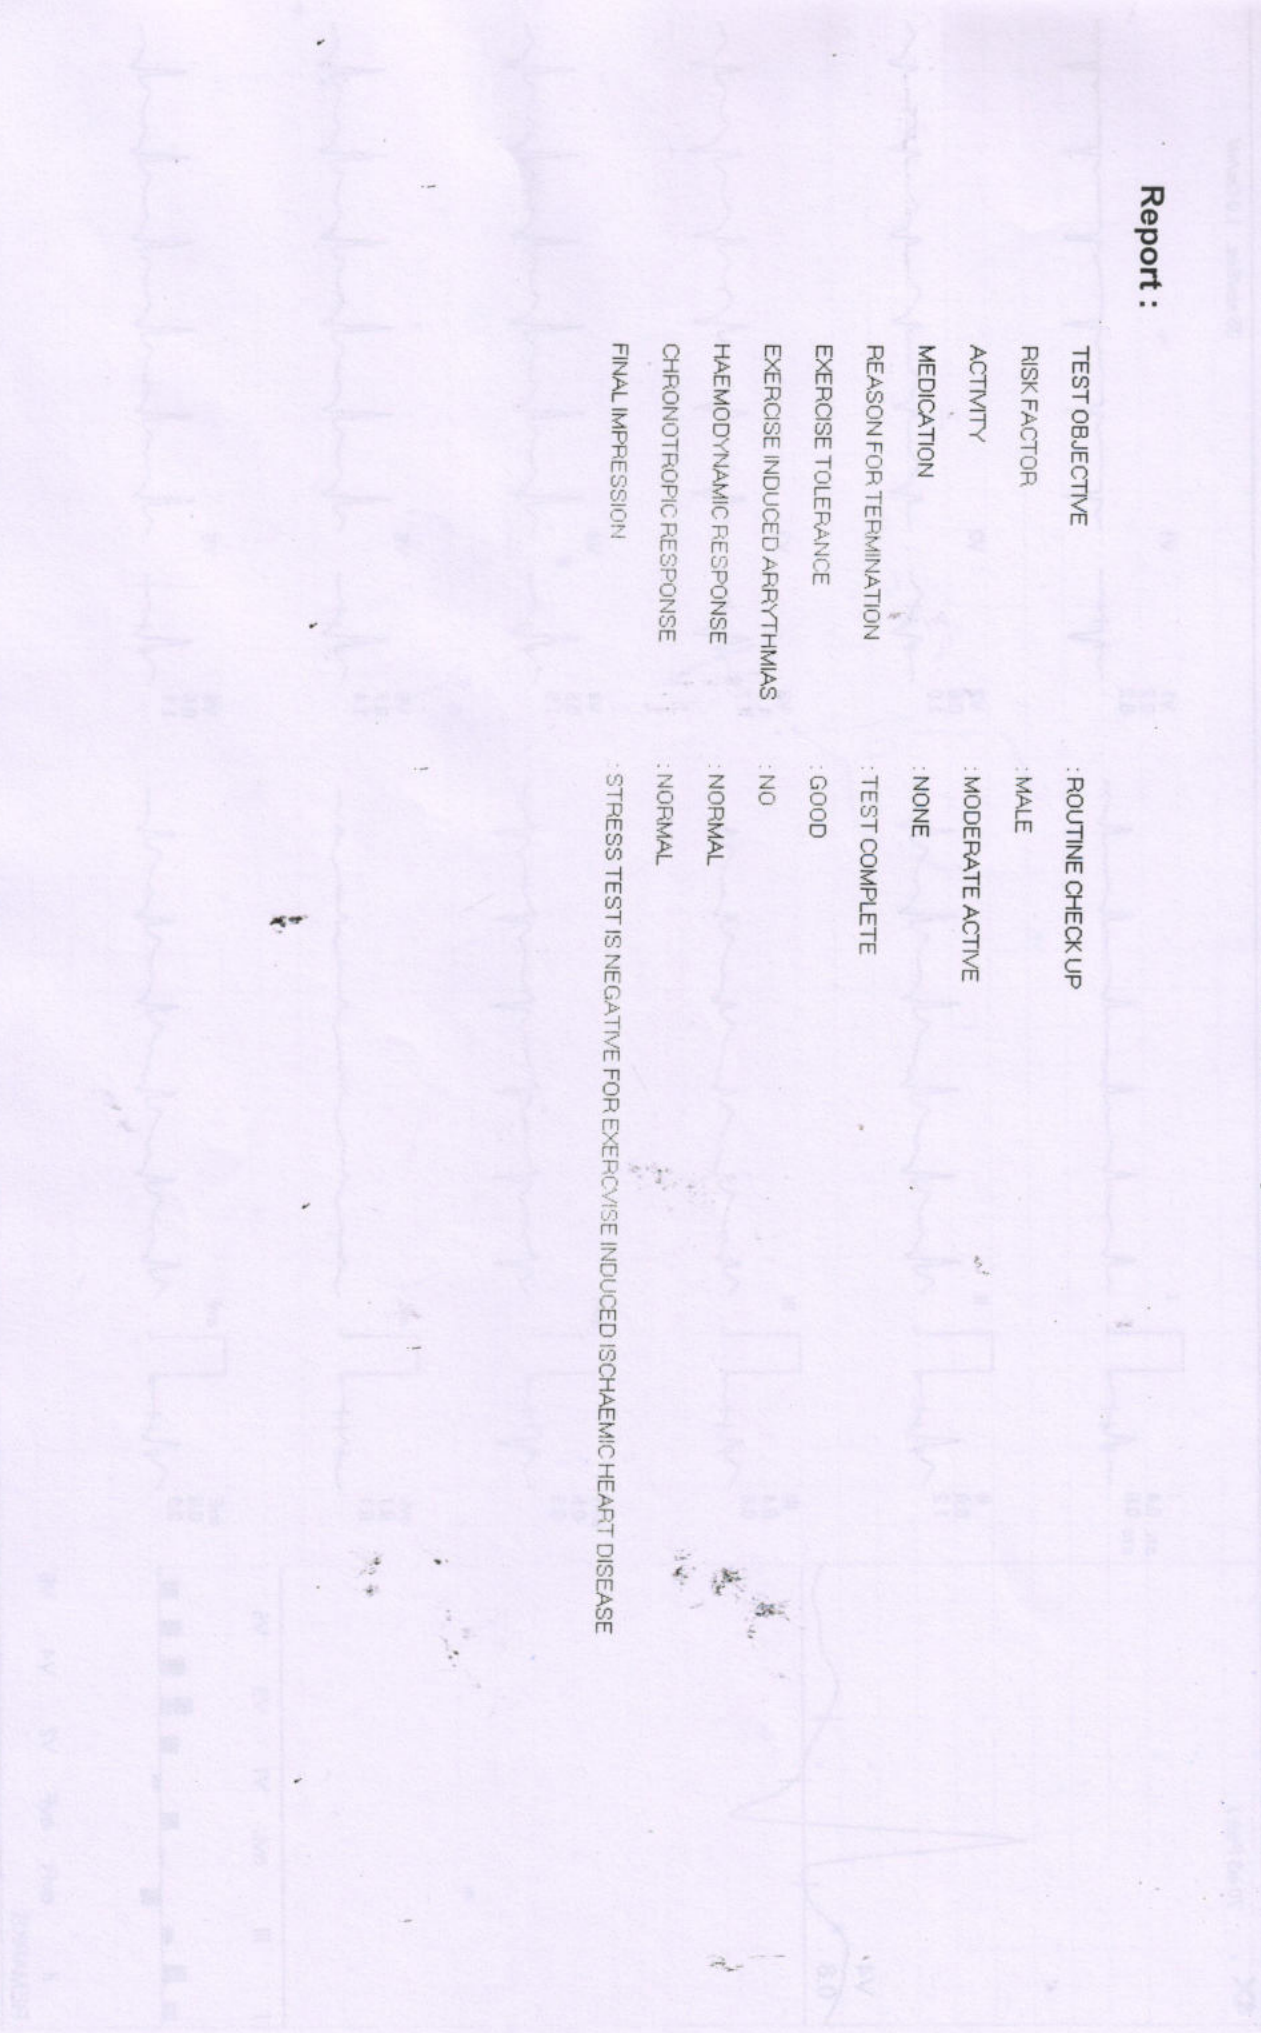 Report :
TEST OBJECTIVE : ROUTINE CHECK UP
RISK FACTOR : MALE
ACTIVITY : MODERATE ACTIVE
MEDICATION : NONE
REASON FOR TERMINATION : TEST COMPLETE
EXERCISE TOLERANCE : GOOD
EXERCISE INDUCED ARRYTHMIAS : NO
HAEMODYNAMIC RESPONSE : NORMAL
CHRONOTROPIC RESPONSE : NORMAL
FINAL IMPRESSION : STRESS TEST IS NEGATIVE FOR EXERCVISE INDUCED ISCHAEMIC HEART DISEASE